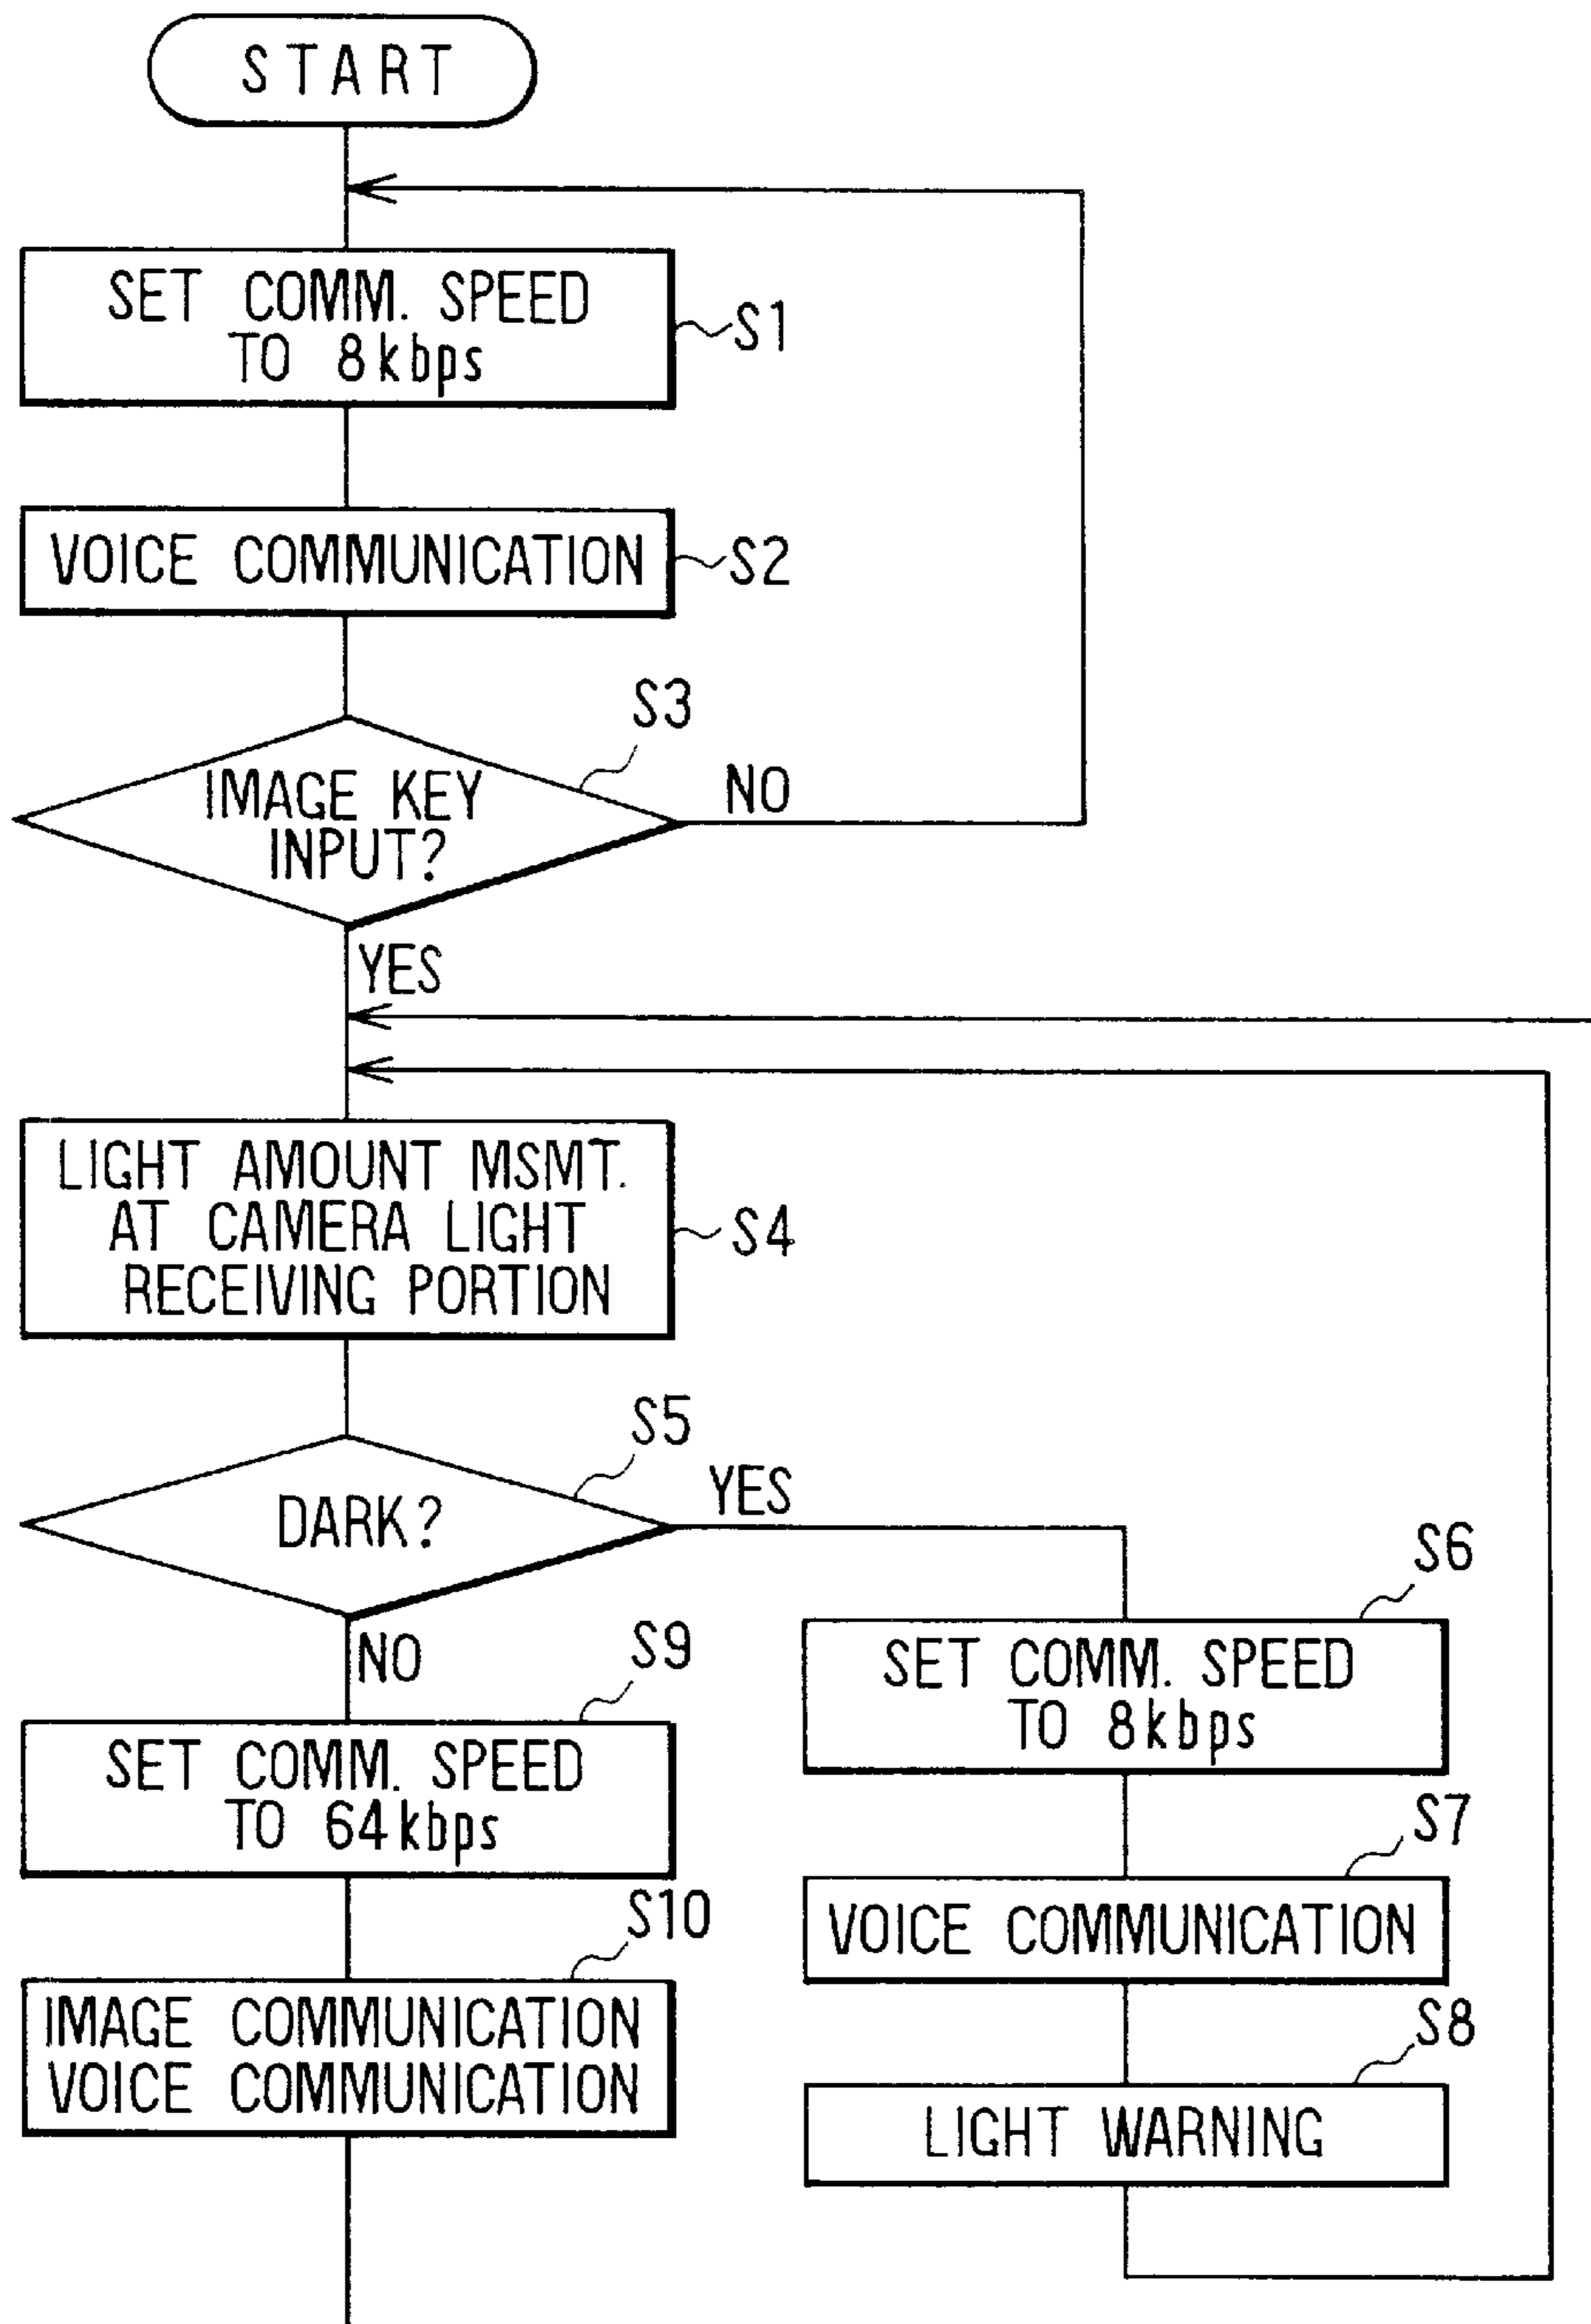 START
SET COMM. SPEED
TO 8kbps
S1
VOICE COMMUNICATION
S2
S3
IMAGE KEY
INPUT?
NO
YES
LIGHT AMOUNT MSMT.
AT CAMERA LIGHT
RECEIVING PORTION
S4
S5
DARK?
YES
NO
S6
SET COMM. SPEED
TO 8kbps
S9
SET COMM. SPEED
TO 64kbps
S7
VOICE COMMUNICATION
S10
IMAGE COMMUNICATION
VOICE COMMUNICATION
S8
LIGHT WARNING